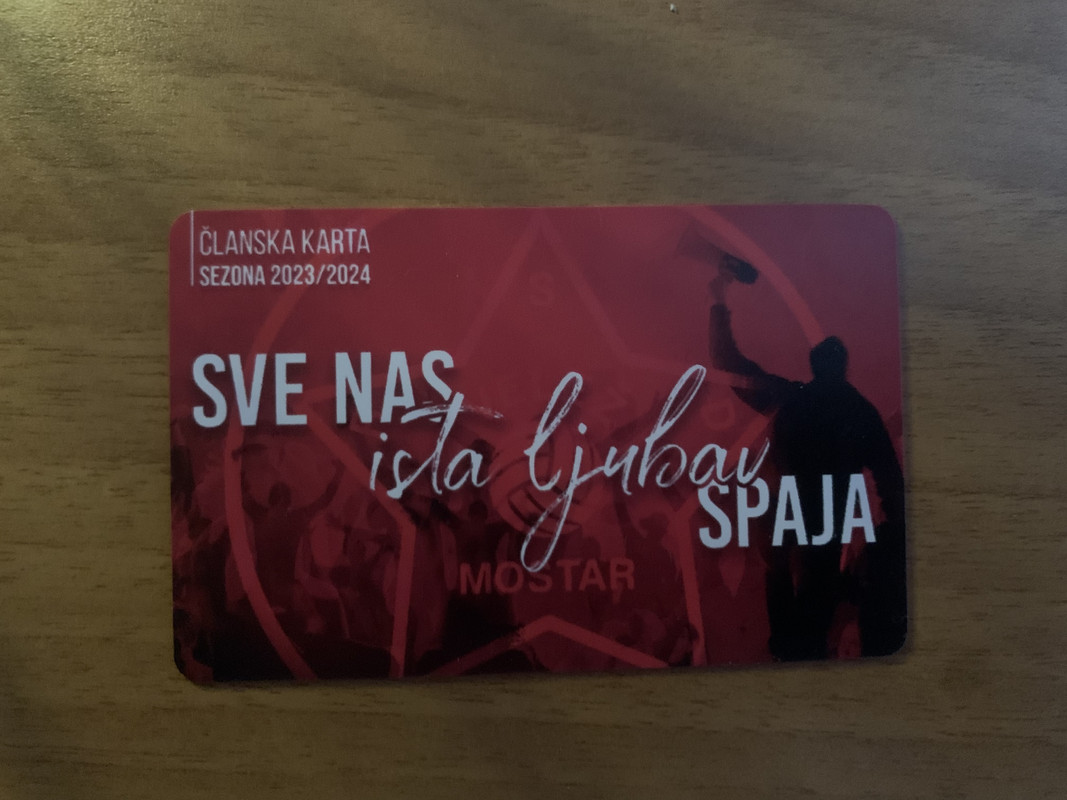 ČLANSKA KARTA
SEZONA 2023/2024
S
SVE NAS
ista ljubav
SPAJA
MOSTAR